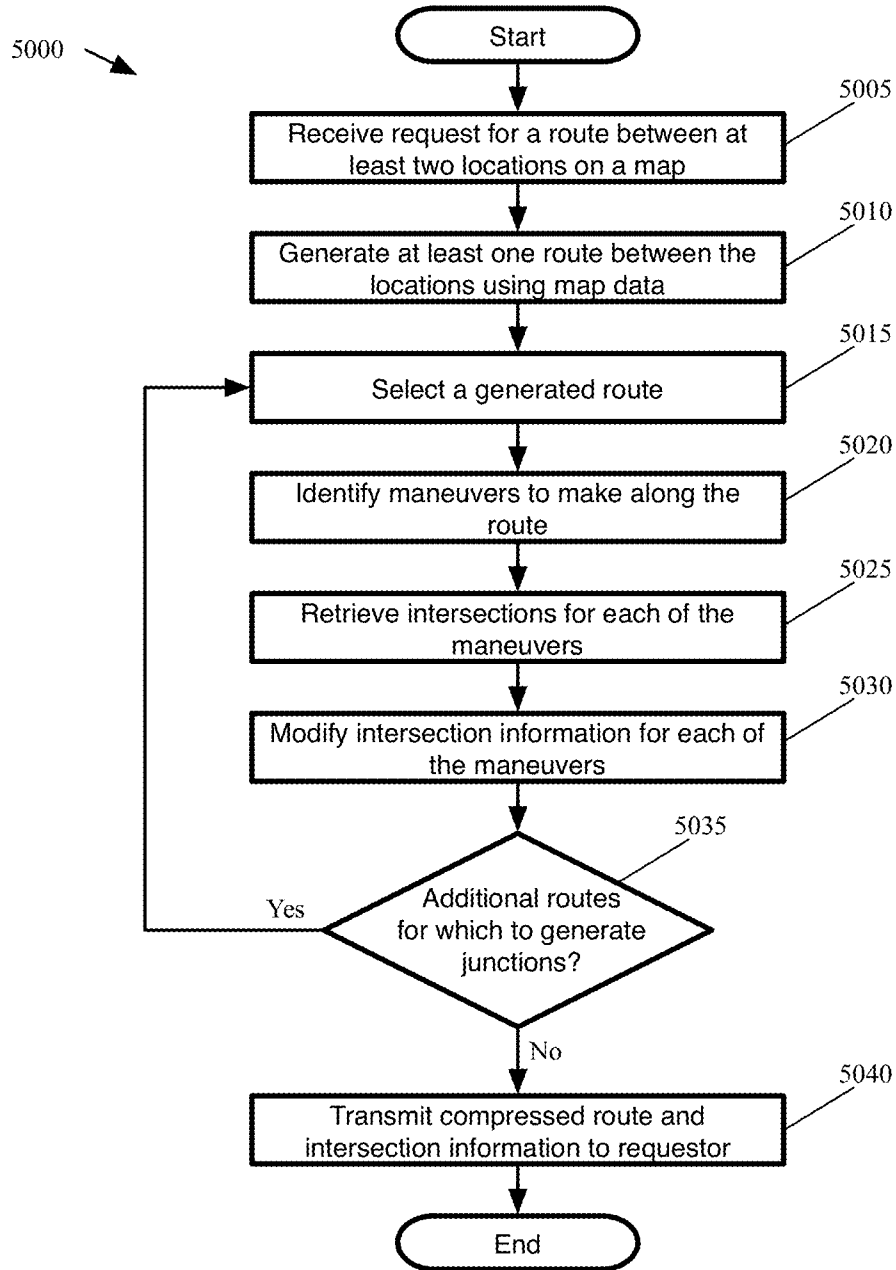 5000
Start
5005
Receive request for a route between at
least two locations on a map
5010
Generate at least one route between the
locations using map data
5015
Select a generated route
5020
Identify maneuvers to make along the
route
5025
Retrieve intersections for each of the
maneuvers
5030
Modify intersection information for each of
the maneuvers
5035
Additional routes
for which to generate
junctions?
Yes
No
5040
Transmit compressed route and
intersection information to requestor
End